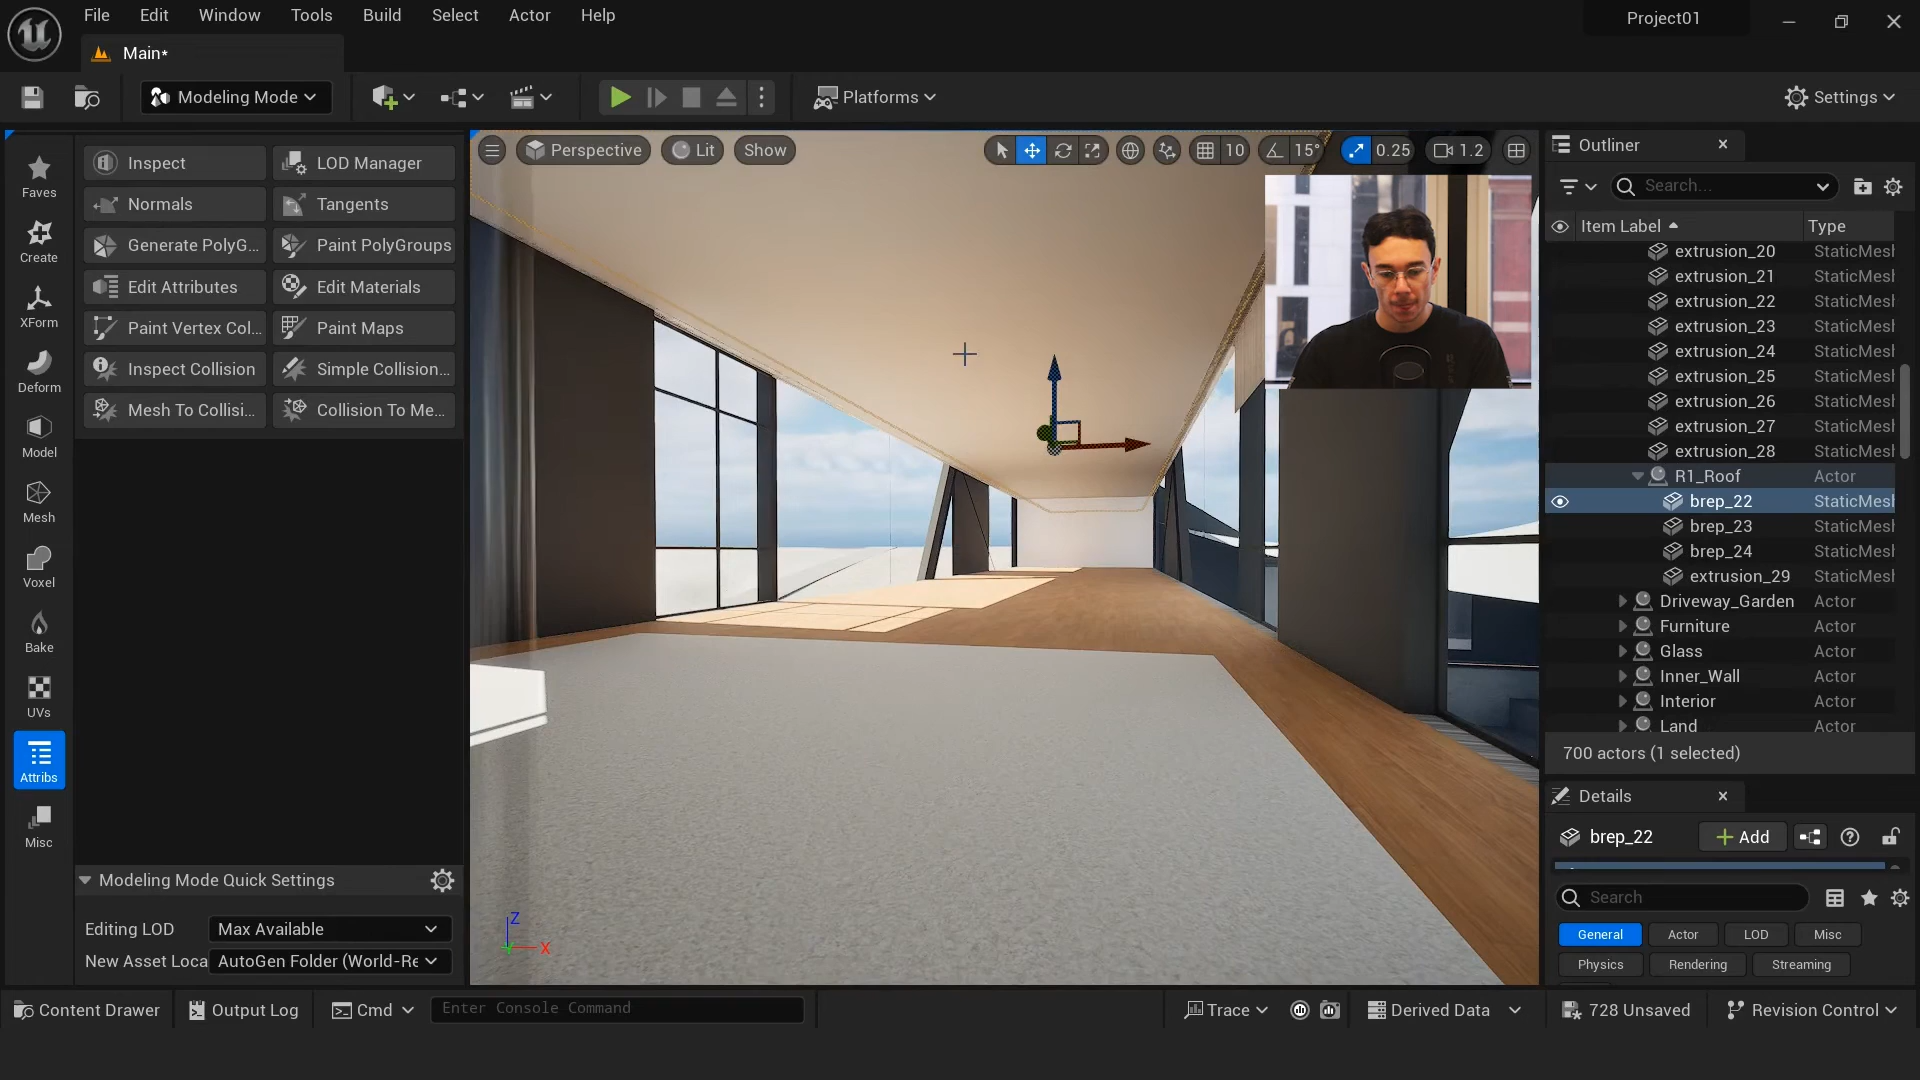 File Edit Window Tools Build Select Actor Help
Project01
Main*
Modeling Mode
Platforms
Settings
Faves
Create
XForm
Deform
Model
Mesh
Voxel
Bake
UVs
Attribs
Misc
Inspect
LOD Manager
Normals
Tangents
Generate PolyG...
Paint PolyGroups
Edit Attributes
Edit Materials
Paint Vertex Col...
Paint Maps
Inspect Collision
Simple Collision...
Mesh To Collisi...
Collision To Me...
Modeling Mode Quick Settings
Editing LOD
Max Available
New Asset Loca
AutoGen Folder (World-Re
Perspective
Lit
Show
10
15°
0.25
1.2
Z
X
Outliner
Search...
Item Label
Type
extrusion_20 StaticMesh
extrusion_21 StaticMesh
extrusion_22 StaticMesh
extrusion_23 StaticMesh
extrusion_24 StaticMesh
extrusion_25 StaticMesh
extrusion_26 StaticMesh
extrusion_27 StaticMesh
extrusion_28 StaticMesh
R1_Roof Actor
brep_22 StaticMesh
brep_23 StaticMesh
brep_24 StaticMesh
extrusion_29 StaticMesh
Driveway_Garden Actor
Furniture Actor
Glass Actor
Inner_Wall Actor
Interior Actor
Land Actor
700 actors (1 selected)
Details
brep_22
Add
Search
General Actor LOD Misc
Physics Rendering Streaming
Content Drawer
Output Log
Cmd
Enter Console Command
Trace
Derived Data
728 Unsaved
Revision Control